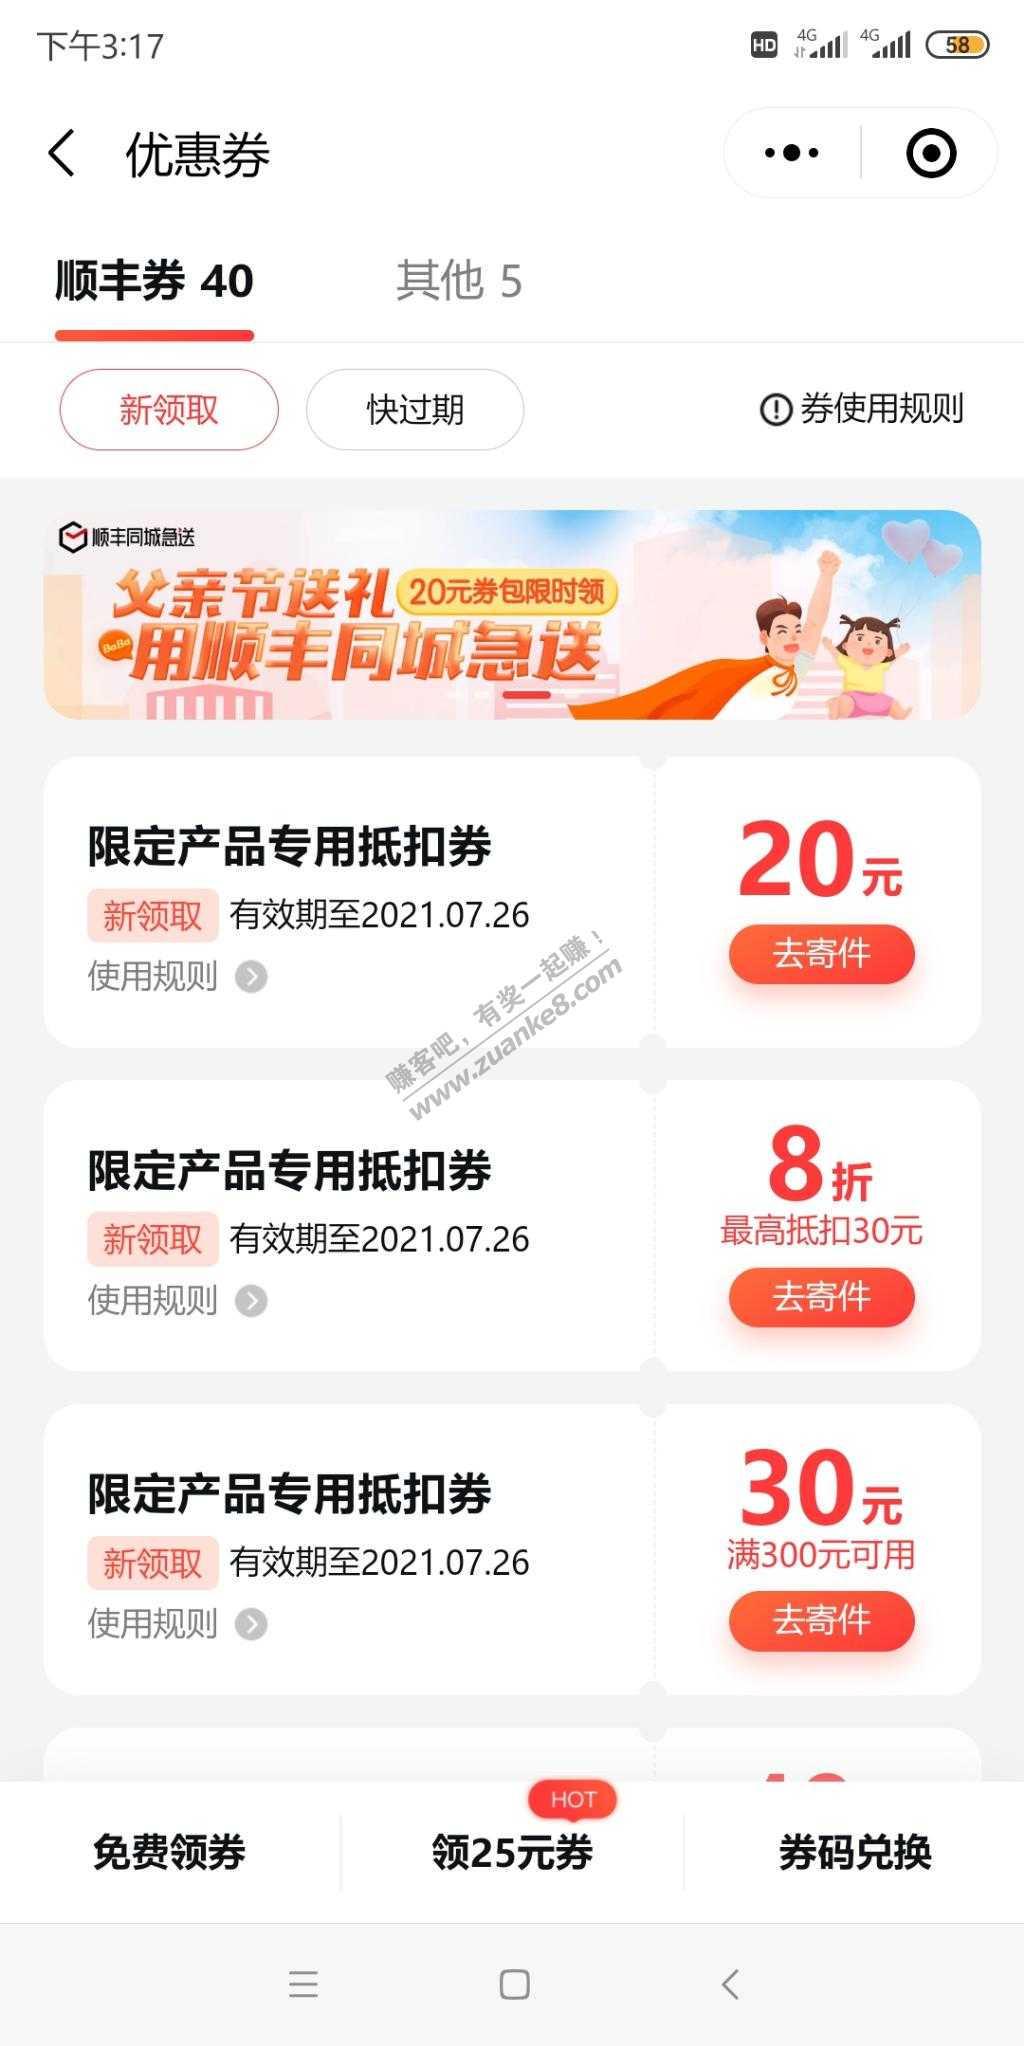 下午3:17
HD 4G 4G 58
优惠券
顺丰券 40 其他 5
新领取 快过期 券使用规则
顺丰同城急送
父亲节送礼 20元券包限时领
BaBa 用顺丰同城急送
限定产品专用抵扣券
新领取 有效期至2021.07.26
使用规则
20元
去寄件
赚客吧，有奖一起赚！
www.zuanke8.com
限定产品专用抵扣券
新领取 有效期至2021.07.26
使用规则
8折
最高抵扣30元
去寄件
限定产品专用抵扣券
新领取 有效期至2021.07.26
使用规则
30元
满300元可用
去寄件
HOT
免费领券 领25元券 券码兑换